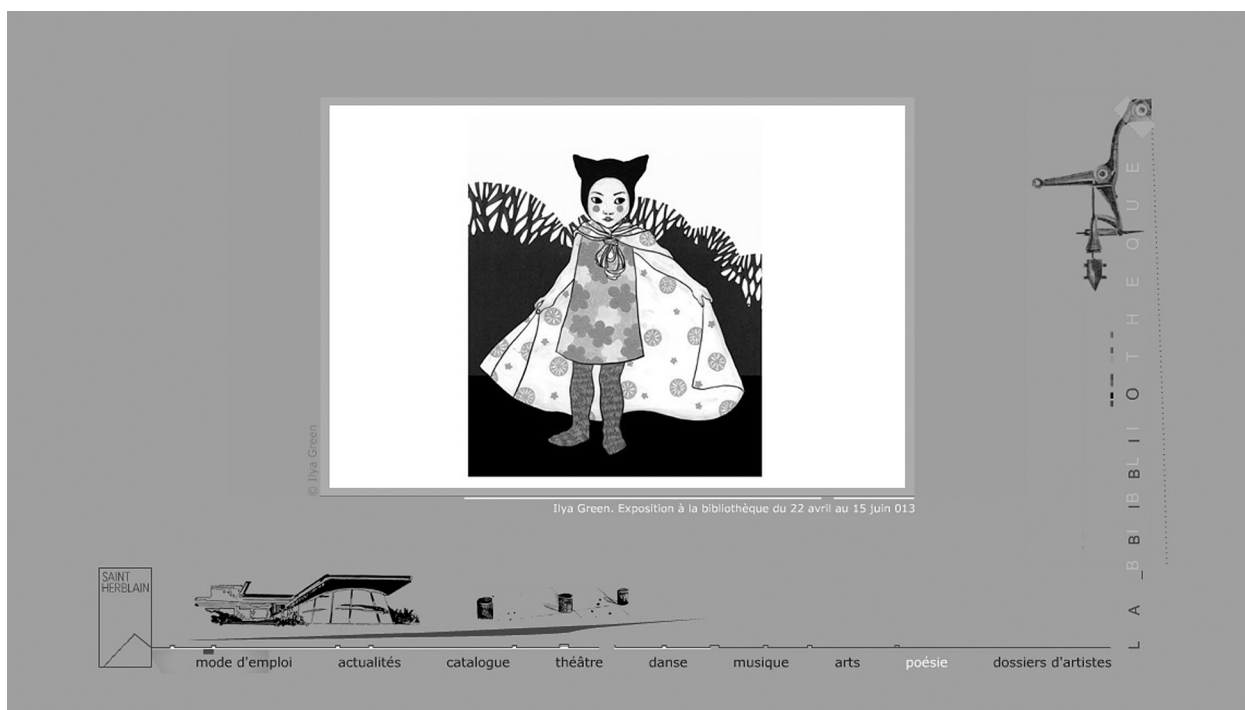 © Ilya Green
Ilya Green. Exposition à la bibliothèque du 22 avril au 15 juin 013
SAINT
HERBLAIN
mode d'emploi actualités catalogue théâtre danse musique arts poésie dossiers d'artistes
LA_BIBLIOTHEQUE